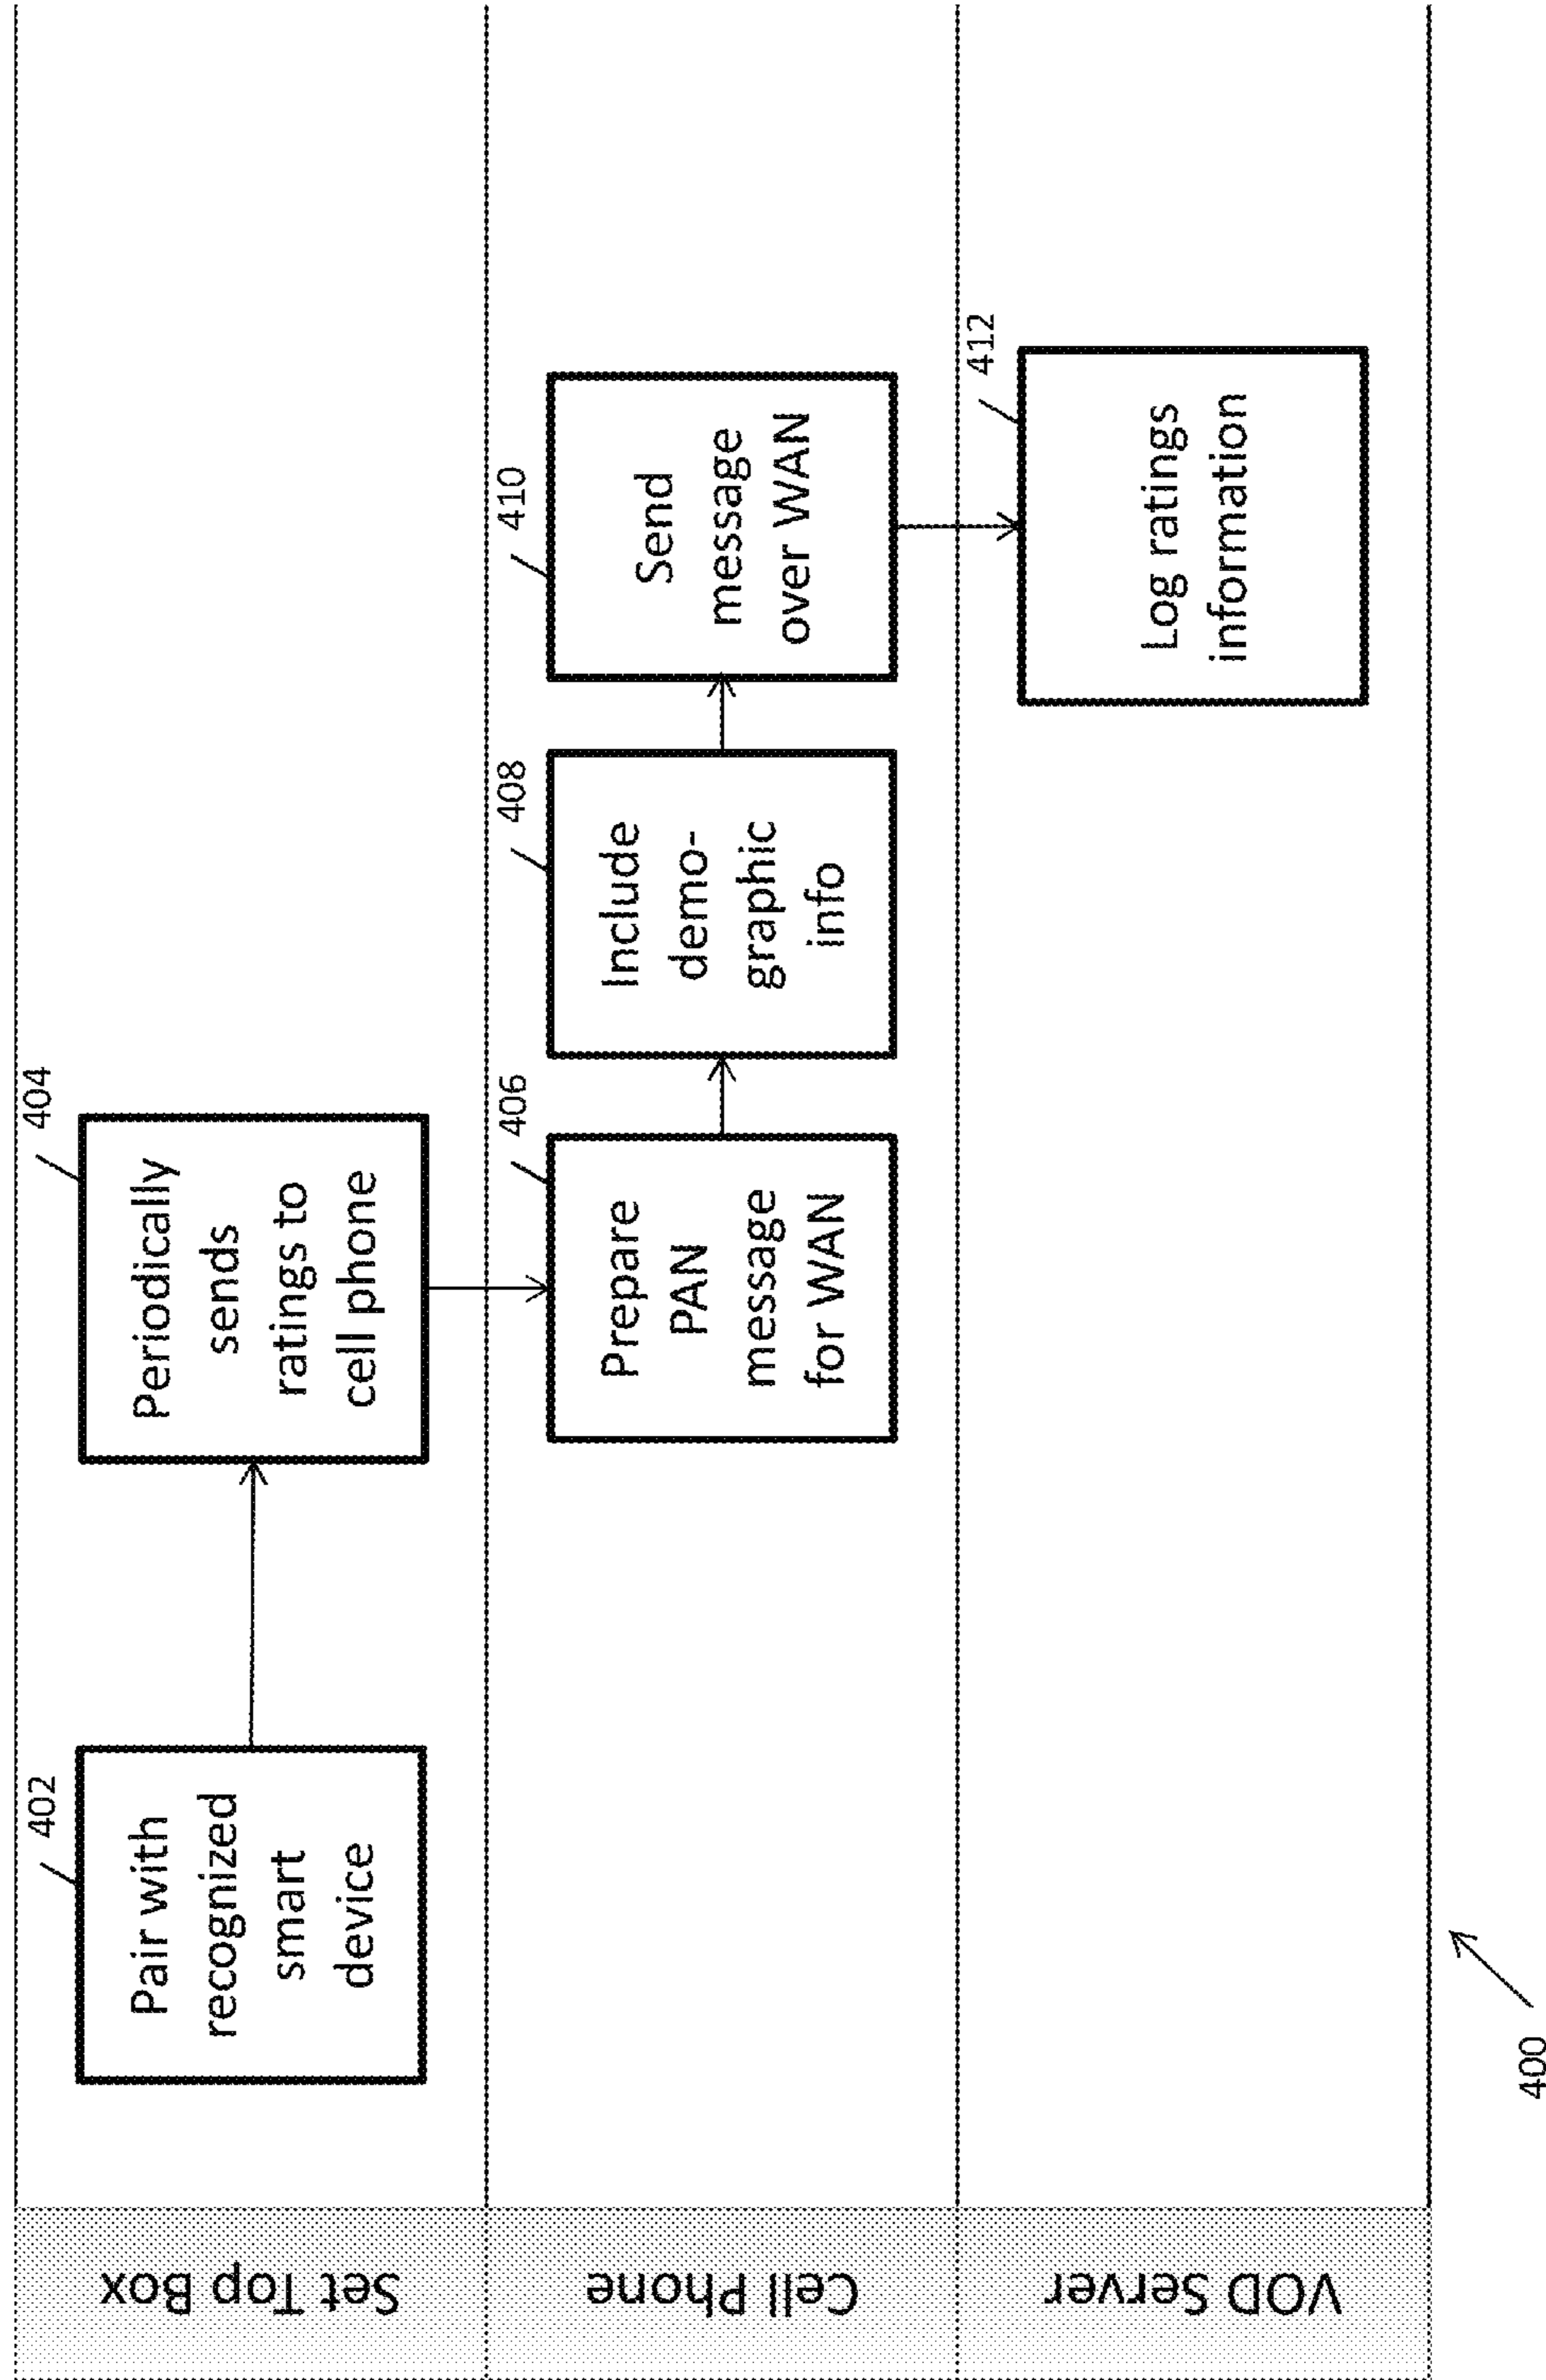 Set Top Box
402
Pair with
recognized
smart
device
404
Periodically
sends
ratings to
cell phone
Cell Phone
406
Prepare
PAN
message
for WAN
408
Include
demo-
graphic
info
410
Send
message
over WAN
VOD Server
412
Log ratings
information
400